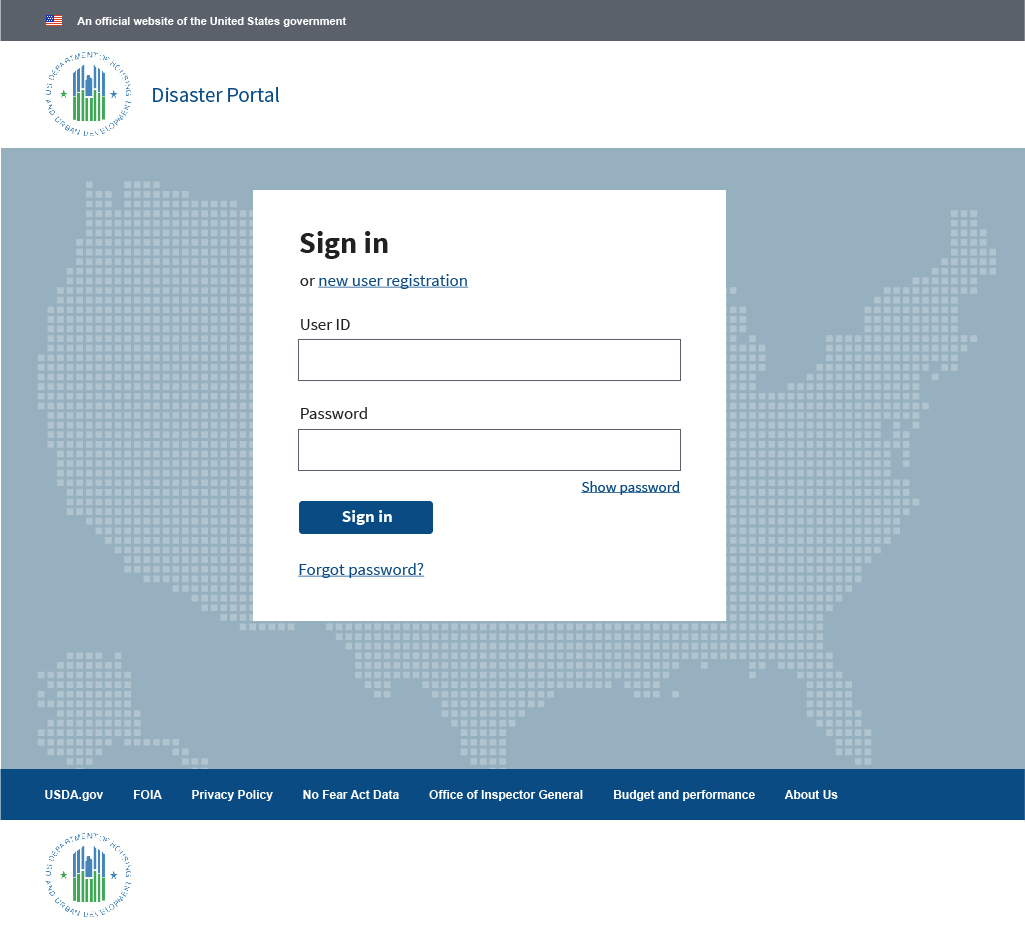 An official website of the United States government
US DEPARTMENT OF HOUSING AND URBAN DEVELOPMENT
Disaster Portal
Sign in
or new user registration
User ID
Password
Show password
Sign in
Forgot password?
USDA.gov FOIA Privacy Policy No Fear Act Data Office of Inspector General Budget and performance About Us
US DEPARTMENT OF HOUSING AND URBAN DEVELOPMENT